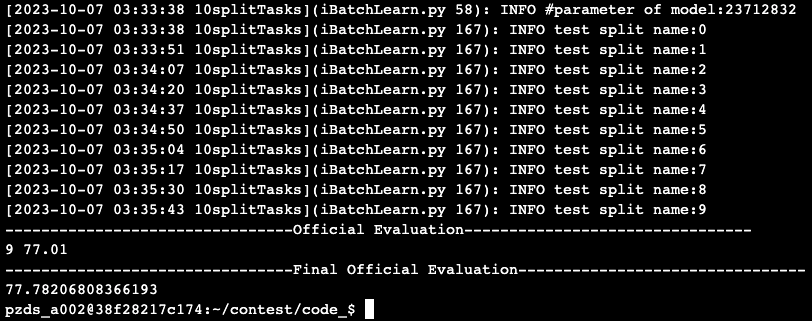 [2023-10-07 03:33:38 10splitTasks](iBatchLearn.py 58): INFO #parameter of model:23712832
[2023-10-07 03:33:38 10splitTasks](iBatchLearn.py 167): INFO test split name:0
[2023-10-07 03:33:51 10splitTasks](iBatchLearn.py 167): INFO test split name:1
[2023-10-07 03:34:07 10splitTasks](iBatchLearn.py 167): INFO test split name:2
[2023-10-07 03:34:20 10splitTasks](iBatchLearn.py 167): INFO test split name:3
[2023-10-07 03:34:37 10splitTasks](iBatchLearn.py 167): INFO test split name:4
[2023-10-07 03:34:50 10splitTasks](iBatchLearn.py 167): INFO test split name:5
[2023-10-07 03:35:04 10splitTasks](iBatchLearn.py 167): INFO test split name:6
[2023-10-07 03:35:17 10splitTasks](iBatchLearn.py 167): INFO test split name:7
[2023-10-07 03:35:30 10splitTasks](iBatchLearn.py 167): INFO test split name:8
[2023-10-07 03:35:43 10splitTasks](iBatchLearn.py 167): INFO test split name:9
------------------------------Official Evaluation------------------------------
9 77.01
------------------------------Final Official Evaluation------------------------------
77.78206808366193
pzds_a002@38f28217c174:~/contest/code_$